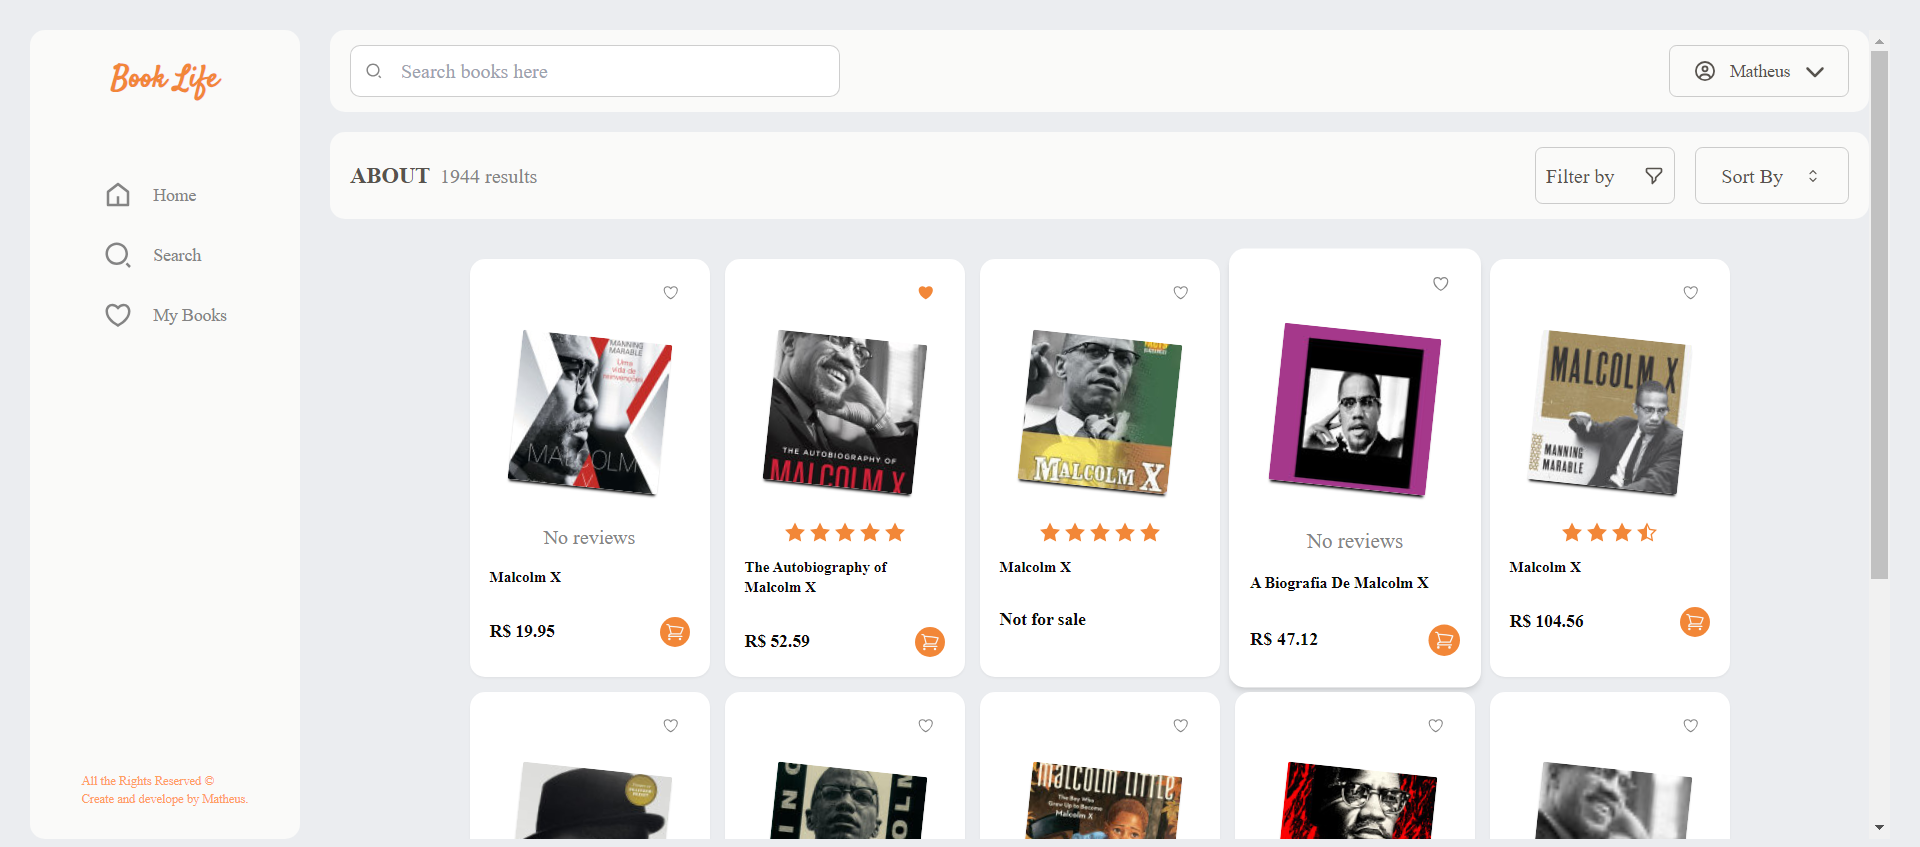 Book Life
Search books here
Matheus
Home
Search
My Books
ABOUT 1944 results
Filter by
Sort By
MANNING
MARABLE
Uma
vida de
reinvenções
MALCOLM
THE AUTOBIOGRAPHY OF
MALCOLM X
MALCOLM X
MALCOLM X
MANNING
MARABLE
No reviews
Malcolm X
R$ 19.95
The Autobiography of
Malcolm X
R$ 52.59
Malcolm X
Not for sale
No reviews
A Biografia De Malcolm X
R$ 47.12
Malcolm X
R$ 104.56
MALCOLM LITTLE
The Boy Who
Grew Up to Become
Malcolm X
All the Rights Reserved ©
Create and develope by Matheus.